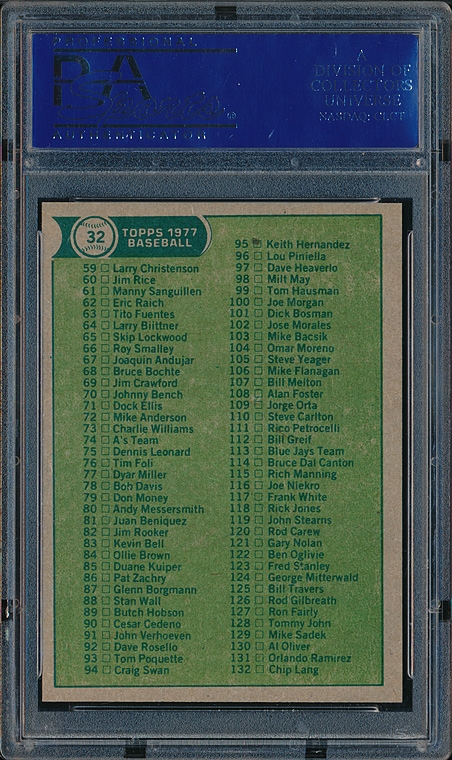 PROFESSIONAL
PSA
AUTHENTICATOR
A
DIVISION OF
COLLECTORS
UNIVERSE
NASDAQ: CLCT
32 TOPPS 1977
BASEBALL
59 Larry Christenson
60 Jim Rice
61 Manny Sanguillen
62 Eric Raich
63 Tito Fuentes
64 Larry Biittner
65 Skip Lockwood
66 Roy Smalley
67 Joaquin Andujar
68 Bruce Bochte
69 Jim Crawford
70 Johnny Bench
71 Dock Ellis
72 Mike Anderson
73 Charlie Williams
74 A's Team
75 Dennis Leonard
76 Tim Foli
77 Dyar Miller
78 Bob Davis
79 Don Money
80 Andy Messersmith
81 Juan Beniquez
82 Jim Rooker
83 Kevin Bell
84 Ollie Brown
85 Duane Kuiper
86 Pat Zachry
87 Glenn Borgmann
88 Stan Wall
89 Butch Hobson
90 Cesar Cedeno
91 John Verhoeven
92 Dave Rosello
93 Tom Poquette
94 Craig Swan
95 Keith Hernandez
96 Lou Piniella
97 Dave Heaverlo
98 Milt May
99 Tom Hausman
100 Joe Morgan
101 Dick Bosman
102 Jose Morales
103 Mike Bacsik
104 Omar Moreno
105 Steve Yeager
106 Mike Flanagan
107 Bill Melton
108 Alan Foster
109 Jorge Orta
110 Steve Carlton
111 Rico Petrocelli
112 Bill Greif
113 Blue Jays Team
114 Bruce Dal Canton
115 Rich Manning
116 Joe Niekro
117 Frank White
118 Rick Jones
119 John Stearns
120 Rod Carew
121 Gary Nolan
122 Ben Oglivie
123 Fred Stanley
124 George Mitterwald
125 Bill Travers
126 Rod Gilbreath
127 Ron Fairly
128 Tommy John
129 Mike Sadek
130 Al Oliver
131 Orlando Ramirez
132 Chip Lang